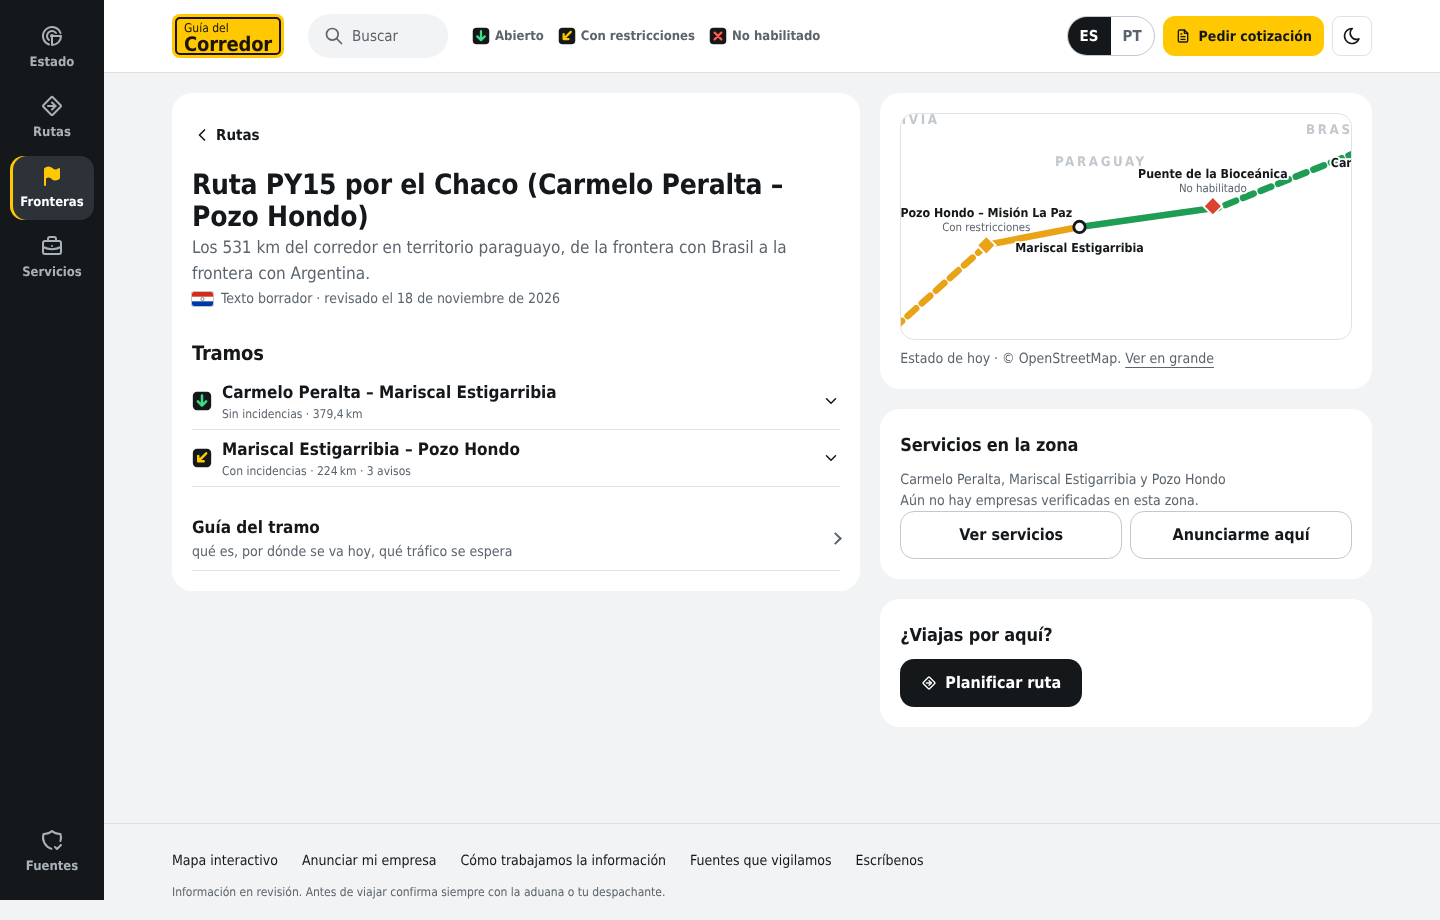 Estado
Rutas
Fronteras
Servicios
Fuentes
Guía del
Corredor
Buscar
Abierto
Con restricciones
No habilitado
ES
PT
Pedir cotización
Rutas
Ruta PY15 por el Chaco (Carmelo Peralta –
Pozo Hondo)
Los 531 km del corredor en territorio paraguayo, de la frontera con Brasil a la
frontera con Argentina.
Texto borrador · revisado el 18 de noviembre de 2026
Tramos
Carmelo Peralta – Mariscal Estigarribia
Sin incidencias · 379,4 km
Mariscal Estigarribia – Pozo Hondo
Con incidencias · 224 km · 3 avisos
Guía del tramo
qué es, por dónde se va hoy, qué tráfico se espera
IVIA
BRAS
PARAGUAY
Car
Puente de la Bioceánica
No habilitado
Pozo Hondo – Misión La Paz
Con restricciones
Mariscal Estigarribia
Estado de hoy · © OpenStreetMap. Ver en grande
Servicios en la zona
Carmelo Peralta, Mariscal Estigarribia y Pozo Hondo
Aún no hay empresas verificadas en esta zona.
Ver servicios
Anunciarme aquí
¿Viajas por aquí?
Planificar ruta
Mapa interactivo
Anunciar mi empresa
Cómo trabajamos la información
Fuentes que vigilamos
Escríbenos
Información en revisión. Antes de viajar confirma siempre con la aduana o tu despachante.